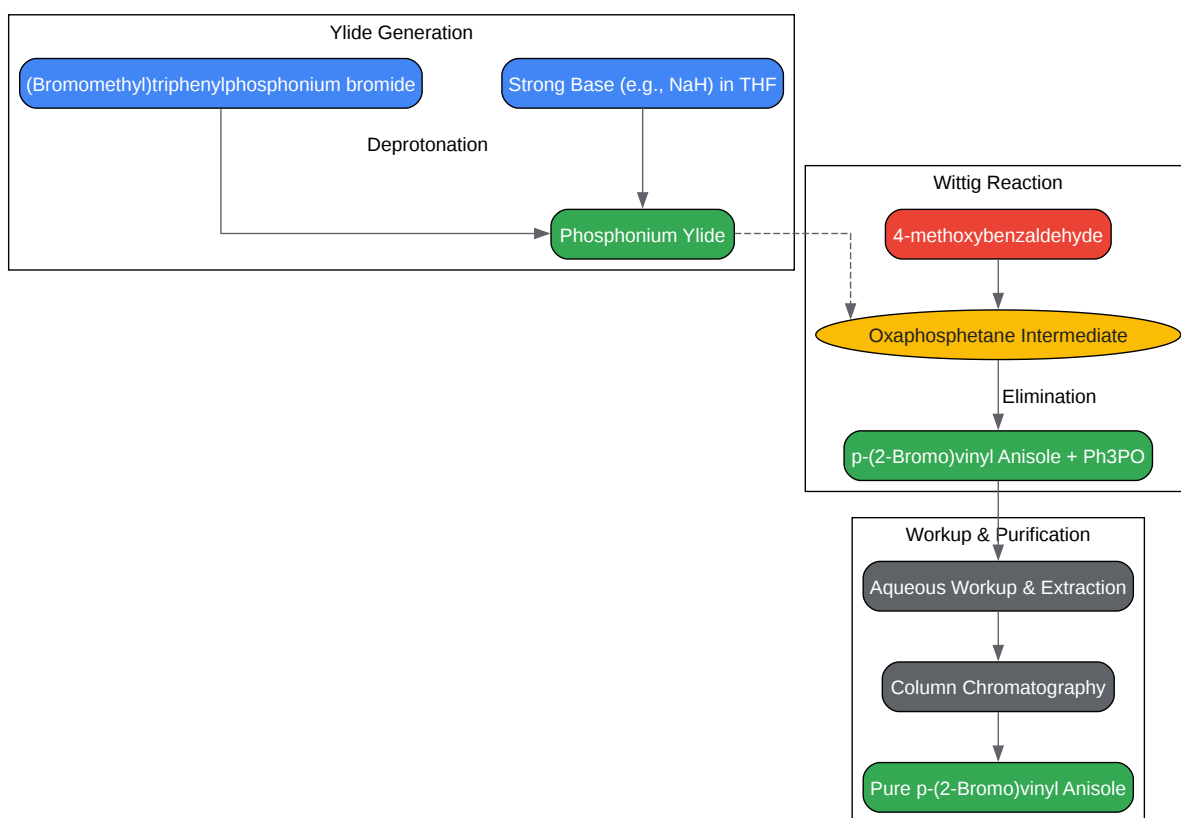 Ylide Generation
(Bromomethyl)triphenylphosphonium bromide
Strong Base (e.g., NaH) in THF
Deprotonation
Phosphonium Ylide
Wittig Reaction
4-methoxybenzaldehyde
Oxaphosphetane Intermediate
Elimination
p-(2-Bromo)vinyl Anisole + Ph3PO
Workup & Purification
Aqueous Workup & Extraction
Column Chromatography
Pure p-(2-Bromo)vinyl Anisole